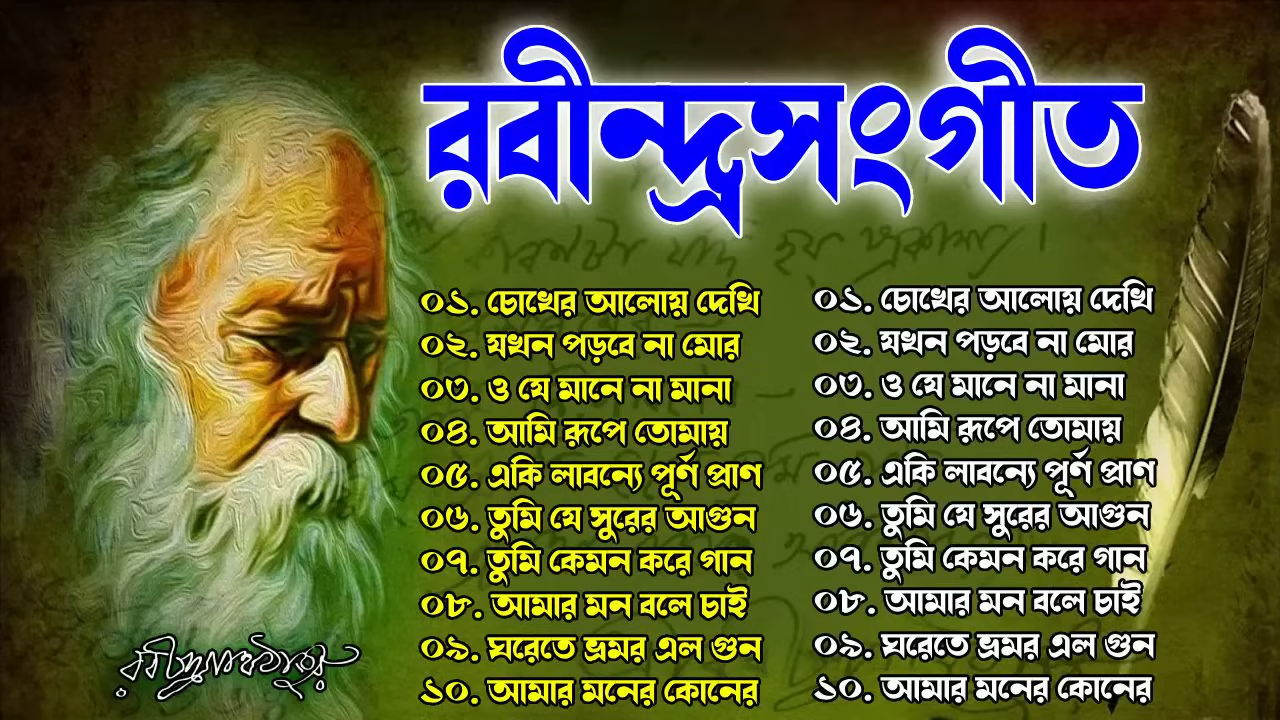 রবীন্দ্রসংগীত
০১. চোখের আলোয় দেখি
০২. যখন পড়বে না মোর
০৩. ও যে মানে না মানা
০৪. আমি রূপে তোমায়
০৫. একি লাবন্যে পূর্ণ প্রাণ
০৬. তুমি যে সুরের আগুন
০৭. তুমি কেমন করে গান
০৮. আমার মন বলে চাই
০৯. ঘরেতে ভ্রমর এল গুন
১০. আমার মনের কোনের
০১. চোখের আলোয় দেখি
০২. যখন পড়বে না মোর
০৩. ও যে মানে না মানা
০৪. আমি রূপে তোমায়
০৫. একি লাবন্যে পূর্ণ প্রাণ
০৬. তুমি যে সুরের আগুন
০৭. তুমি কেমন করে গান
০৮. আমার মন বলে চাই
০৯. ঘরেতে ভ্রমর এল গুন
১০. আমার মনের কোনের
রবীন্দ্রনাথ ঠাকুর